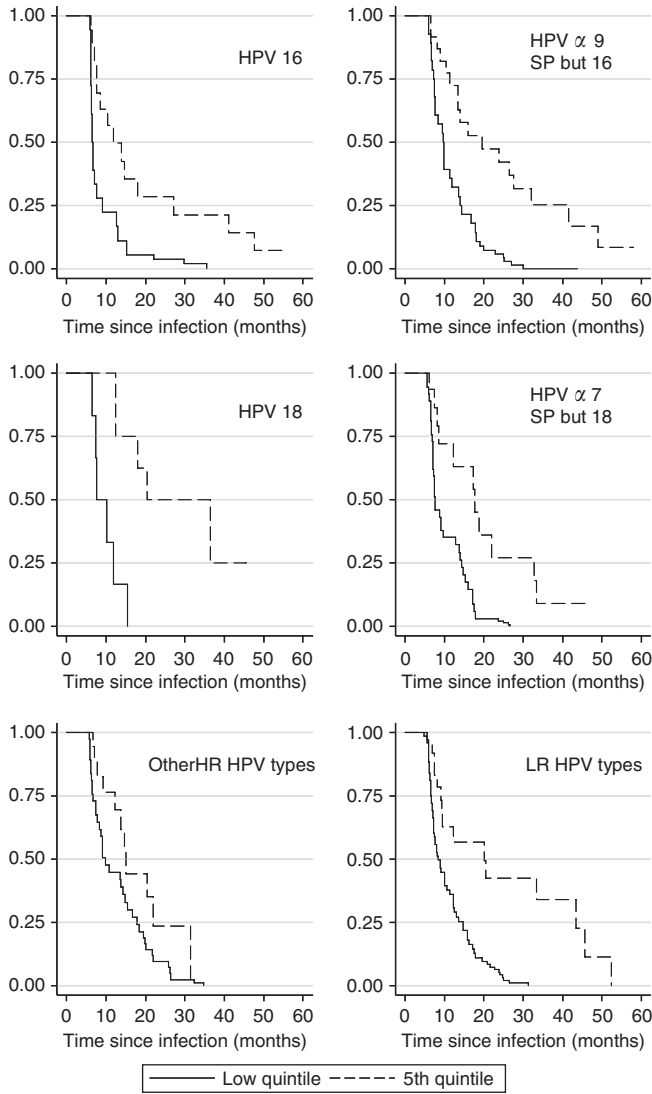 1.00
0.75
0.50
0.25
0.00
HPV 16
0 10 20 30 40 50 60
Time since infection (months)
1.00
0.75
0.50
0.25
0.00
HPV α 9
SP but 16
0 10 20 30 40 50 60
Time since infection (months)
1.00
0.75
0.50
0.25
0.00
HPV 18
0 10 20 30 40 50 60
Time since infection (months)
1.00
0.75
0.50
0.25
0.00
HPV α 7
SP but 18
0 10 20 30 40 50 60
Time since infection (months)
1.00
0.75
0.50
0.25
0.00
OtherHR HPV types
0 10 20 30 40 50 60
Time since infection (months)
1.00
0.75
0.50
0.25
0.00
LR HPV types
0 10 20 30 40 50 60
Time since infection (months)
Low quintile 5th quintile